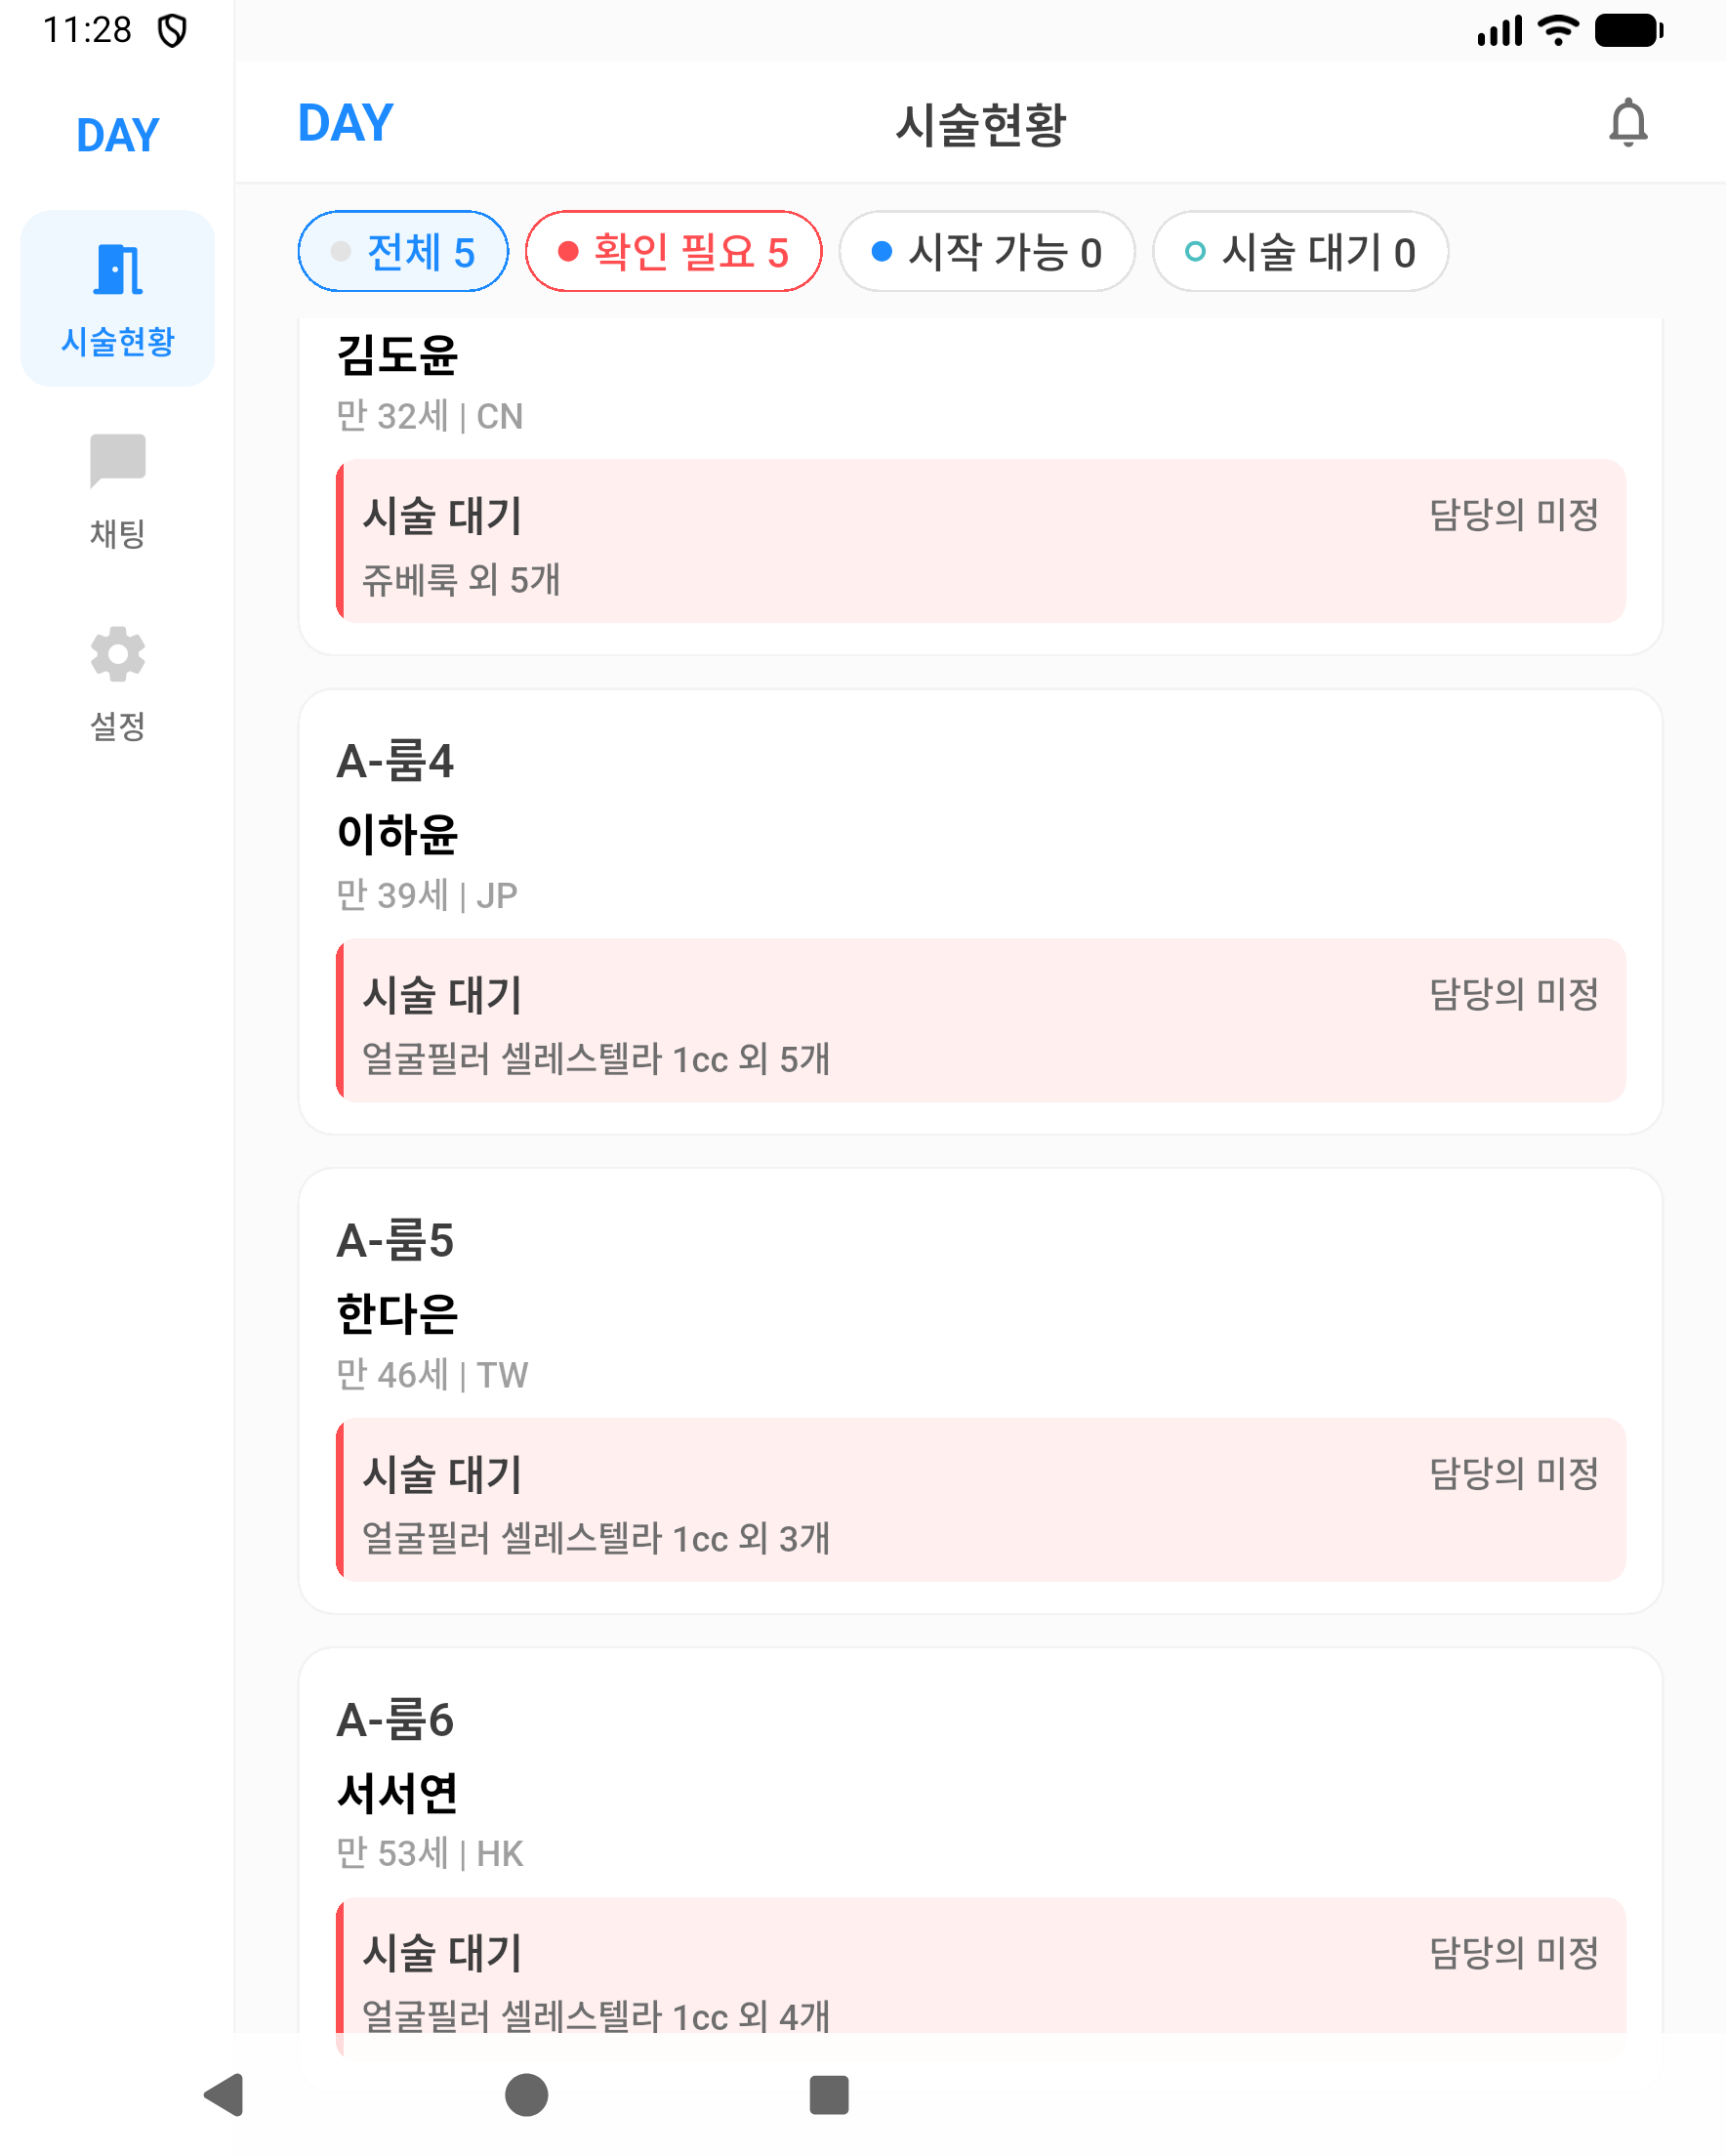 11:28
DAY
시술현황
채팅
설정
DAY
시술현황
전체 5
확인 필요 5
시작 가능 0
시술 대기 0
김도윤
만 32세 | CN
시술 대기
담당의 미정
쥬베룩 외 5개
A-룸4
이하윤
만 39세 | JP
시술 대기
담당의 미정
얼굴필러 셀레스텔라 1cc 외 5개
A-룸5
한다은
만 46세 | TW
시술 대기
담당의 미정
얼굴필러 셀레스텔라 1cc 외 3개
A-룸6
서서연
만 53세 | HK
시술 대기
담당의 미정
얼굴필러 셀레스텔라 1cc 외 4개